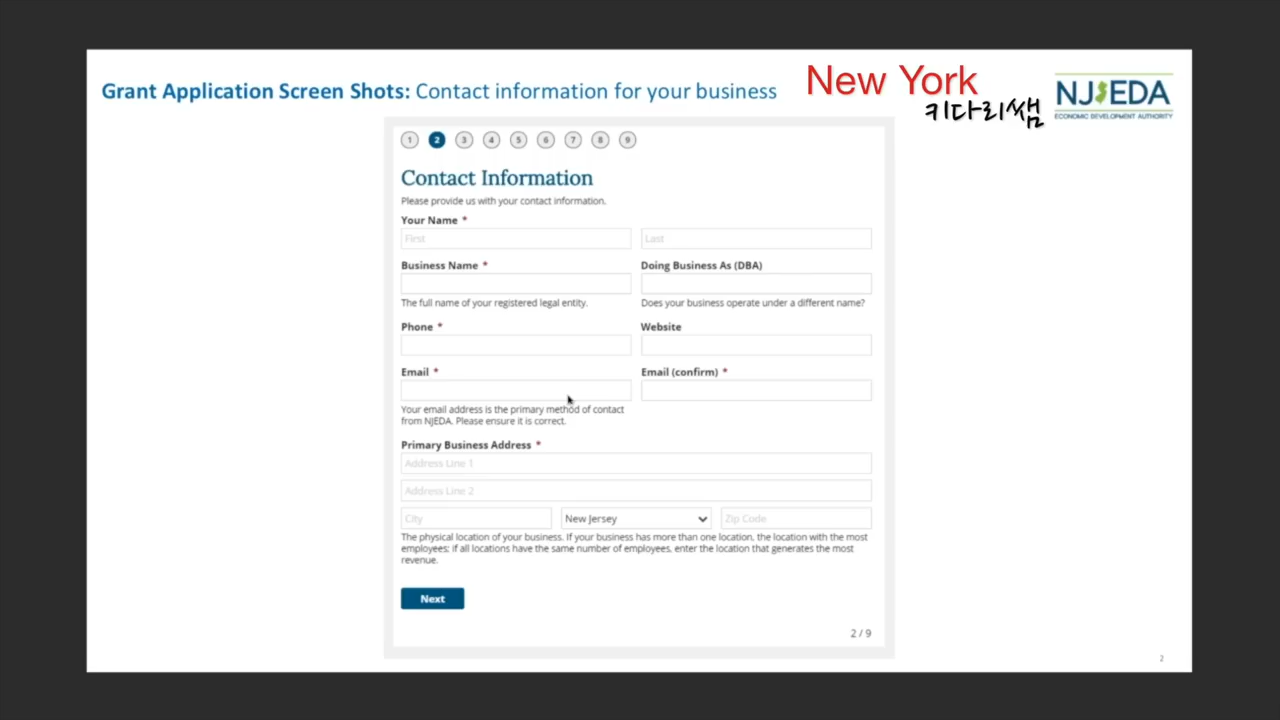 Grant Application Screen Shots: Contact information for your business
New York
키다리쌤
NJEDA
ECONOMIC DEVELOPMENT AUTHORITY
1 2 3 4 5 6 7 8 9
Contact Information
Please provide us with your contact information.
Your Name *
First Last
Business Name * Doing Business As (DBA)
The full name of your registered legal entity. Does your business operate under a different name?
Phone * Website
Email * Email (confirm) *
Your email address is the primary method of contact
from NJEDA. Please ensure it is correct.
Primary Business Address *
Address Line 1
Address Line 2
City New Jersey Zip Code
The physical location of your business. If your business has more than one location, the location with the most
employees; if all locations have the same number of employees, enter the location that generates the most
revenue.
Next
2 / 9
2